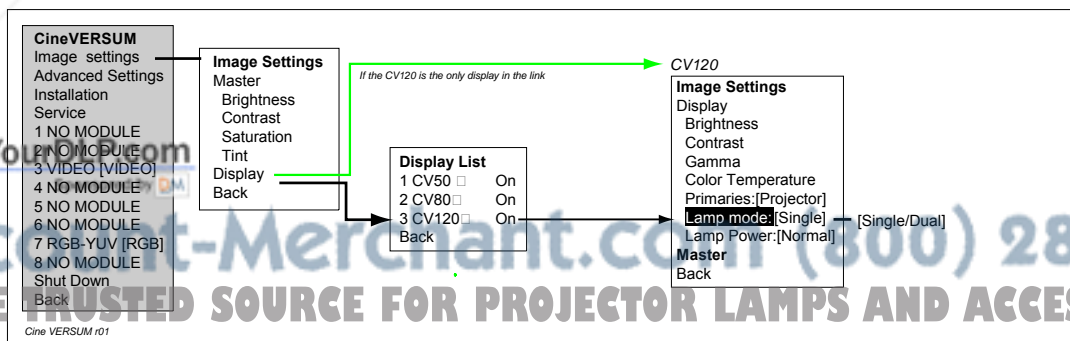 CineVERSUM
Image settings
Advanced Settings
Installation
Service
1 NO MODULE
2 NO MODULE
3 VIDEO [VIDEO]
4 NO MODULE
5 NO MODULE
6 NO MODULE
7 RGB-YUV [RGB]
8 NO MODULE
Shut Down
Back
Cine VERSUM r01
Image Settings
Master
Brightness
Contrast
Saturation
Tint
Display
Back
If the CV120 is the only display in the link
Display List
1 CV50 On
2 CV80 On
3 CV120 On
Back
CV120
Image Settings
Display
Brightness
Contrast
Gamma
Color Temperature
Primaries:[Projector]
Lamp mode:[Single]
Lamp Power:[Normal]
Master
Back
[Single/Dual]
ourDLP.com
count-Merchant.com (800) 28
E TRUSTED SOURCE FOR PROJECTOR LAMPS AND ACCES